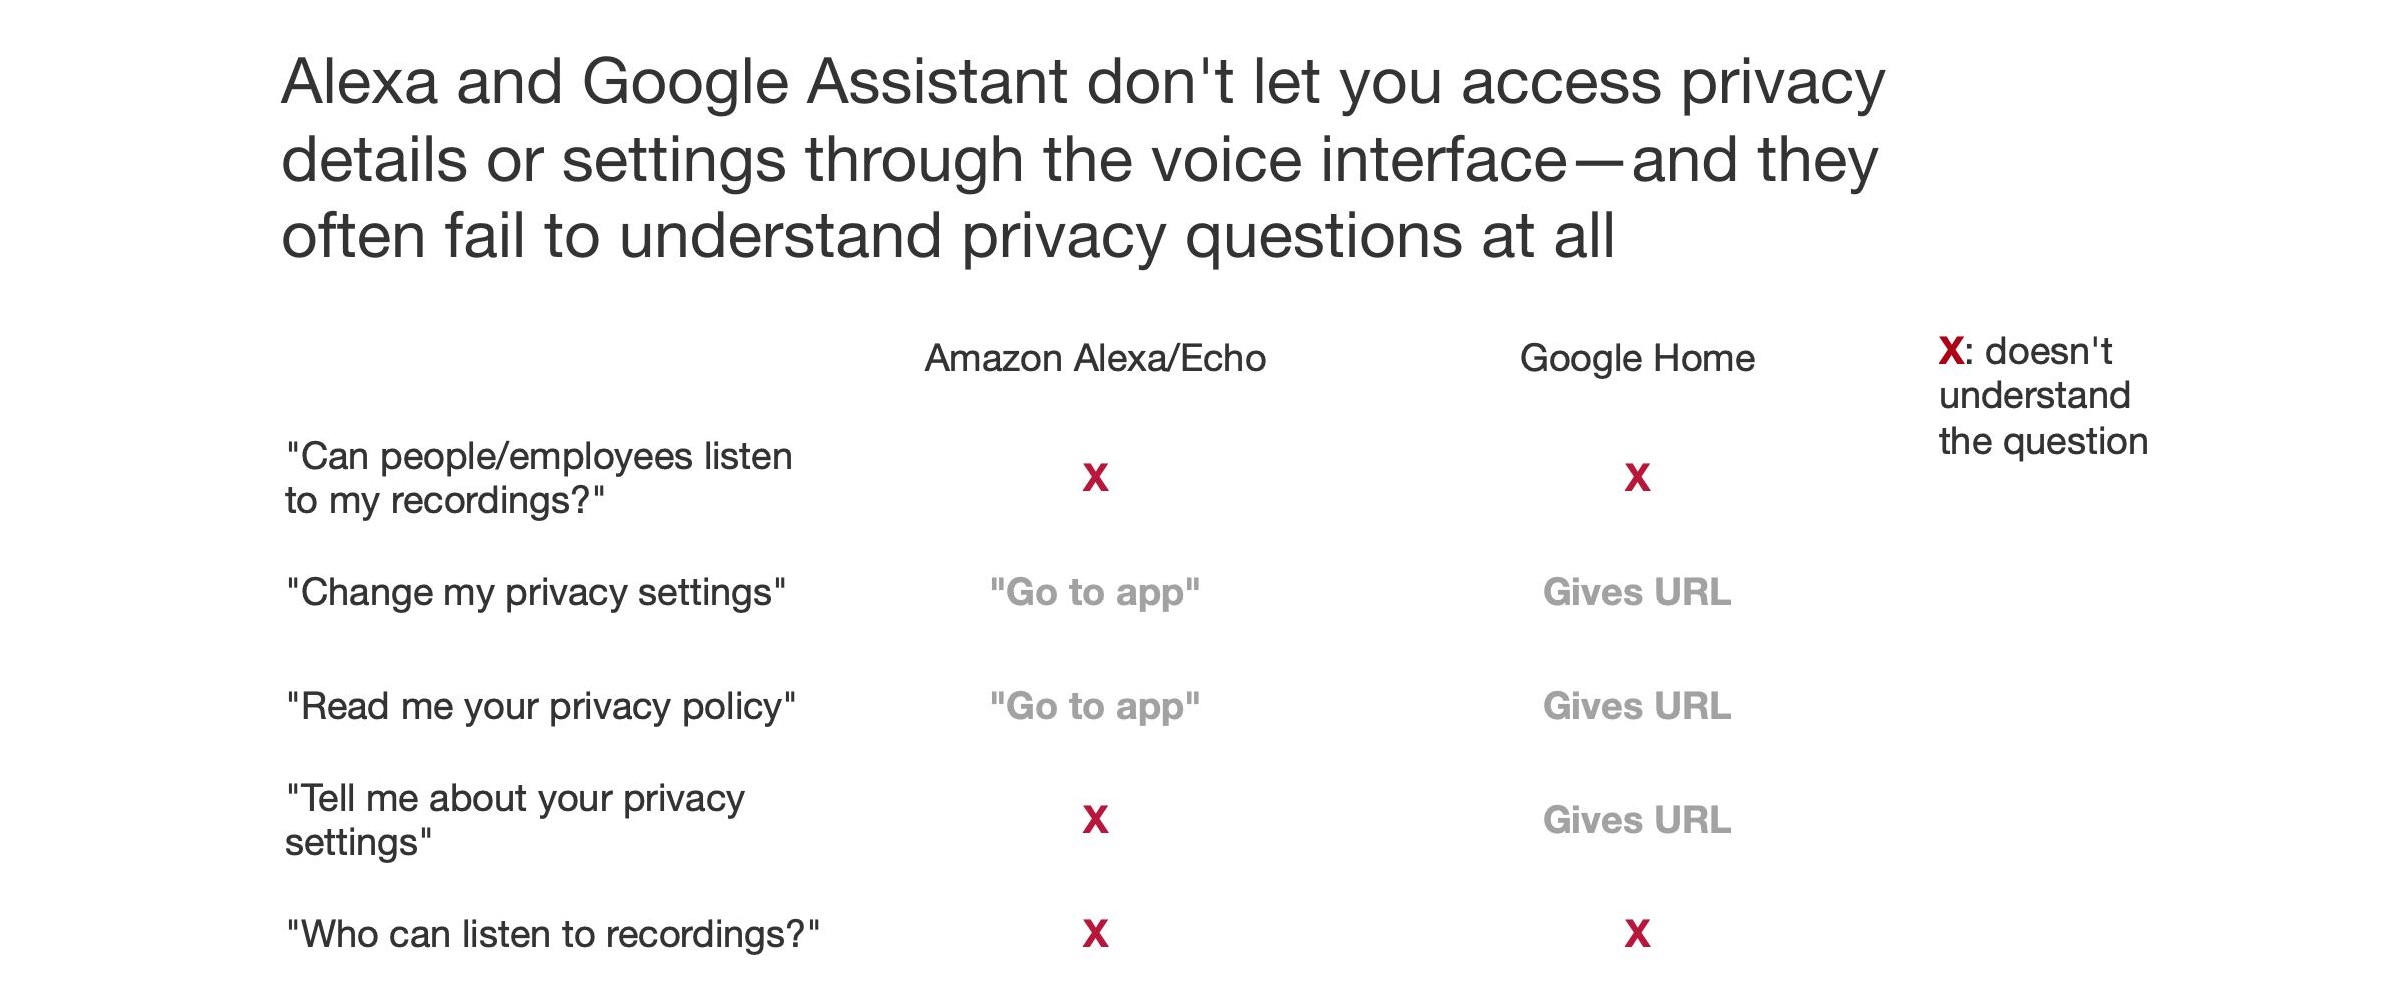 Alexa and Google Assistant don't let you access privacy
details or settings through the voice interface—and they
often fail to understand privacy questions at all
Amazon Alexa/Echo
Google Home
X: doesn't
understand
the question
"Can people/employees listen
to my recordings?"
X
X
"Change my privacy settings"
"Go to app"
Gives URL
"Read me your privacy policy"
"Go to app"
Gives URL
"Tell me about your privacy
settings"
X
Gives URL
"Who can listen to recordings?"
X
X